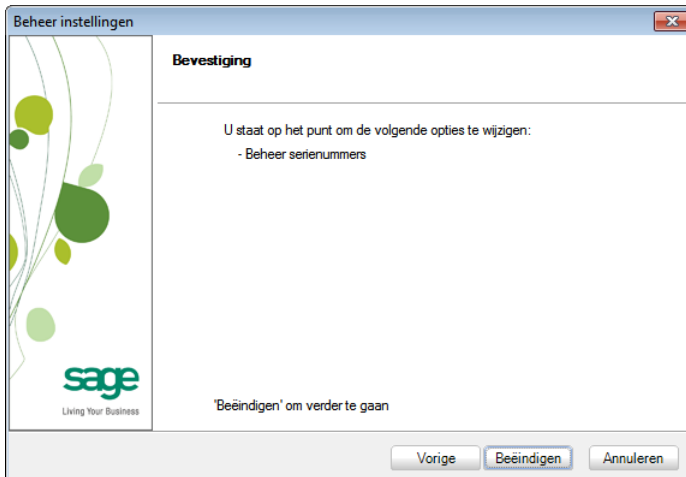 Beheer instellingen
Bevestiging
U staat op het punt om de volgende opties te wijzigen:
- Beheer serienummers
sage
Living Your Business
'Beëindigen' om verder te gaan
Vorige
Beëindigen
Annuleren